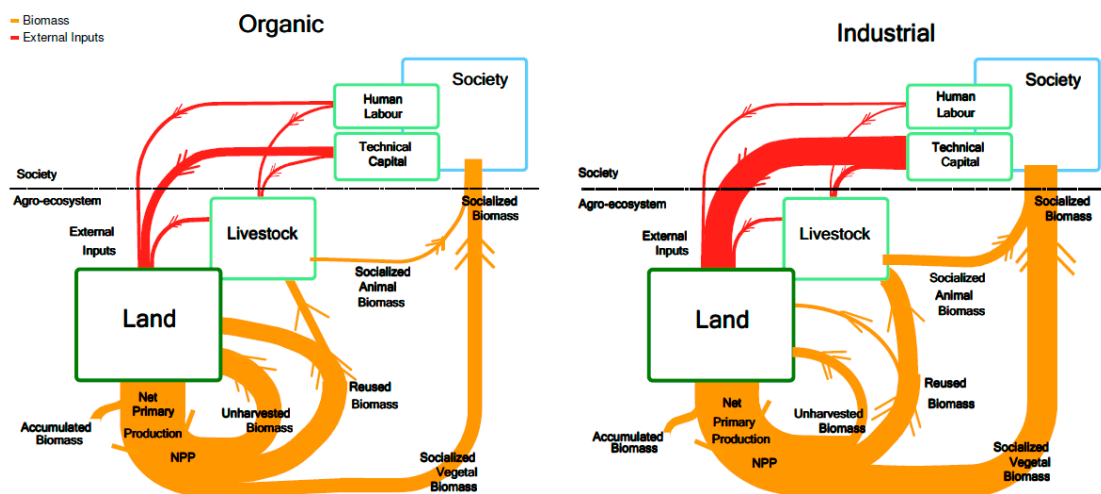 Biomass
External Inputs
Organic
Society
Human
Labour
Technical
Capital
Society
Agro-ecosystem
Socialized
Biomass
External
Inputs
Livestock
Socialized
Animal
Biomass
Land
Net
Primary
Production
NPP
Accumulated
Biomass
Unharvested
Biomass
Reused
Biomass
Socialized
Vegetal
Biomass
Industrial
Society
Human
Labour
Technical
Capital
Society
Agro-ecosystem
Socialized
Biomass
External
Inputs
Livestock
Socialized
Animal
Biomass
Land
Net
Primary
Production
NPP
Accumulated
Biomass
Unharvested
Biomass
Reused
Biomass
Socialized
Vegetal
Biomass